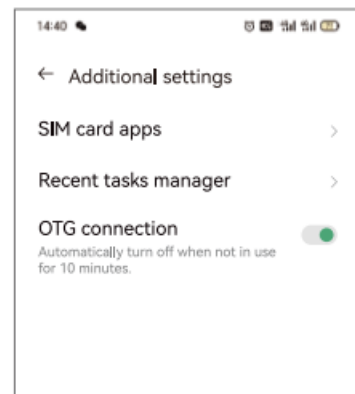 14:40
← Additional settings
SIM card apps
Recent tasks manager
OTG connection
Automatically turn off when not in use
for 10 minutes.